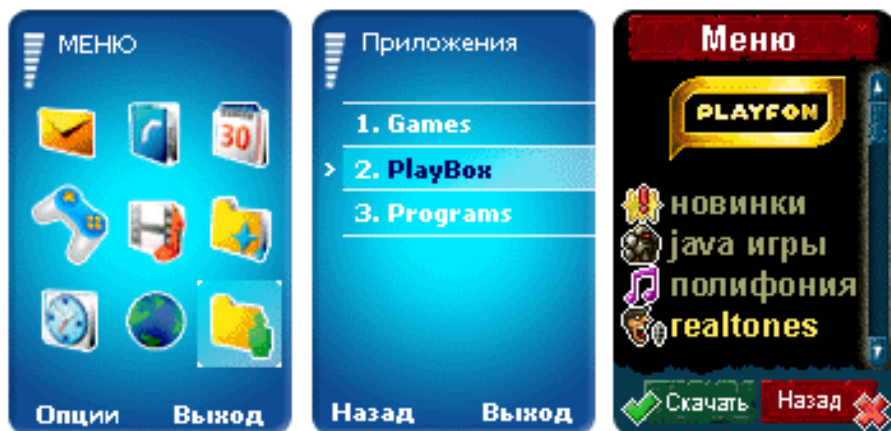 МЕНЮ
30
Опции Выход
Приложения
1. Games
> 2. PlayBox
3. Programs
Назад Выход
Меню
PLAYFON
новинки
java игры
полифония
realtones
Скачать Назад